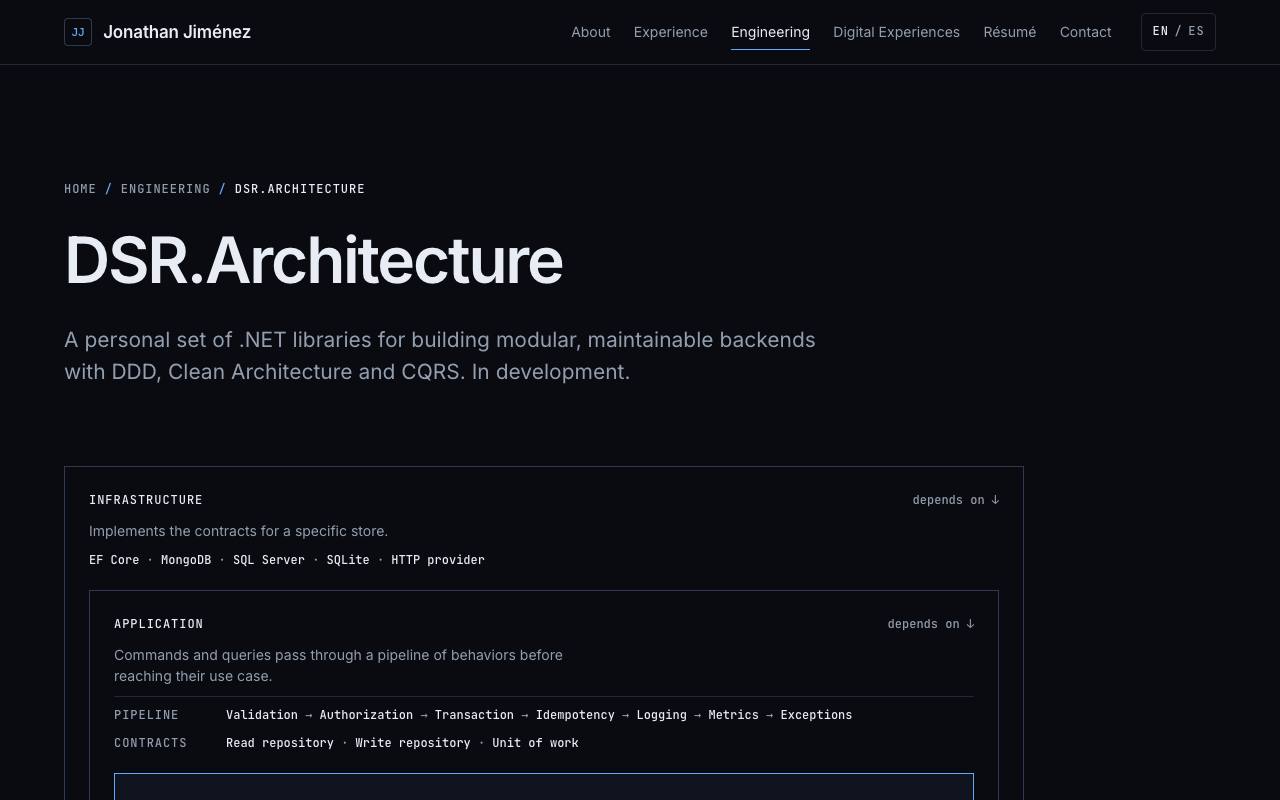 JJ Jonathan Jiménez About Experience Engineering Digital Experiences Résumé Contact EN / ES
HOME / ENGINEERING / DSR.ARCHITECTURE
DSR.Architecture
A personal set of .NET libraries for building modular, maintainable backends
with DDD, Clean Architecture and CQRS. In development.
INFRASTRUCTURE depends on ↓
Implements the contracts for a specific store.
EF Core · MongoDB · SQL Server · SQLite · HTTP provider
APPLICATION depends on ↓
Commands and queries pass through a pipeline of behaviors before
reaching their use case.
PIPELINE Validation → Authorization → Transaction → Idempotency → Logging → Metrics → Exceptions
CONTRACTS Read repository · Write repository · Unit of work